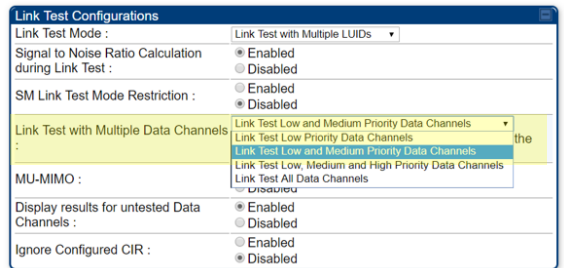 Link Test Configurations
Link Test Mode :
Link Test with Multiple LUIDs
Signal to Noise Ratio Calculation
during Link Test :
Enabled
Disabled
SM Link Test Mode Restriction :
Enabled
Disabled
Link Test with Multiple Data Channels
:
Link Test Low and Medium Priority Data Channels
the
Link Test Low Priority Data Channels
Link Test Low and Medium Priority Data Channels
Link Test Low, Medium and High Priority Data Channels
Link Test All Data Channels
MU-MIMO :
Disabled
Display results for untested Data
Channels :
Enabled
Disabled
Ignore Configured CIR :
Enabled
Disabled